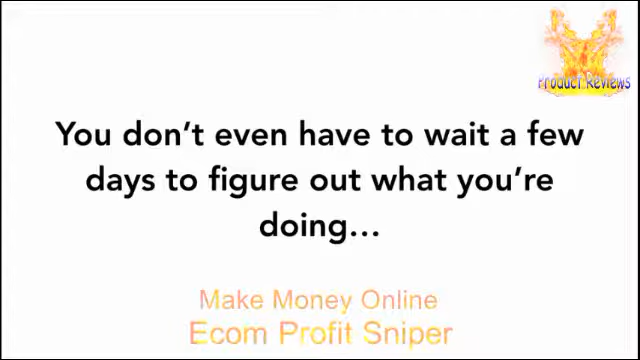 Product Reviews
You don't even have to wait a few
days to figure out what you're
doing...
Make Money Online
Ecom Profit Sniper